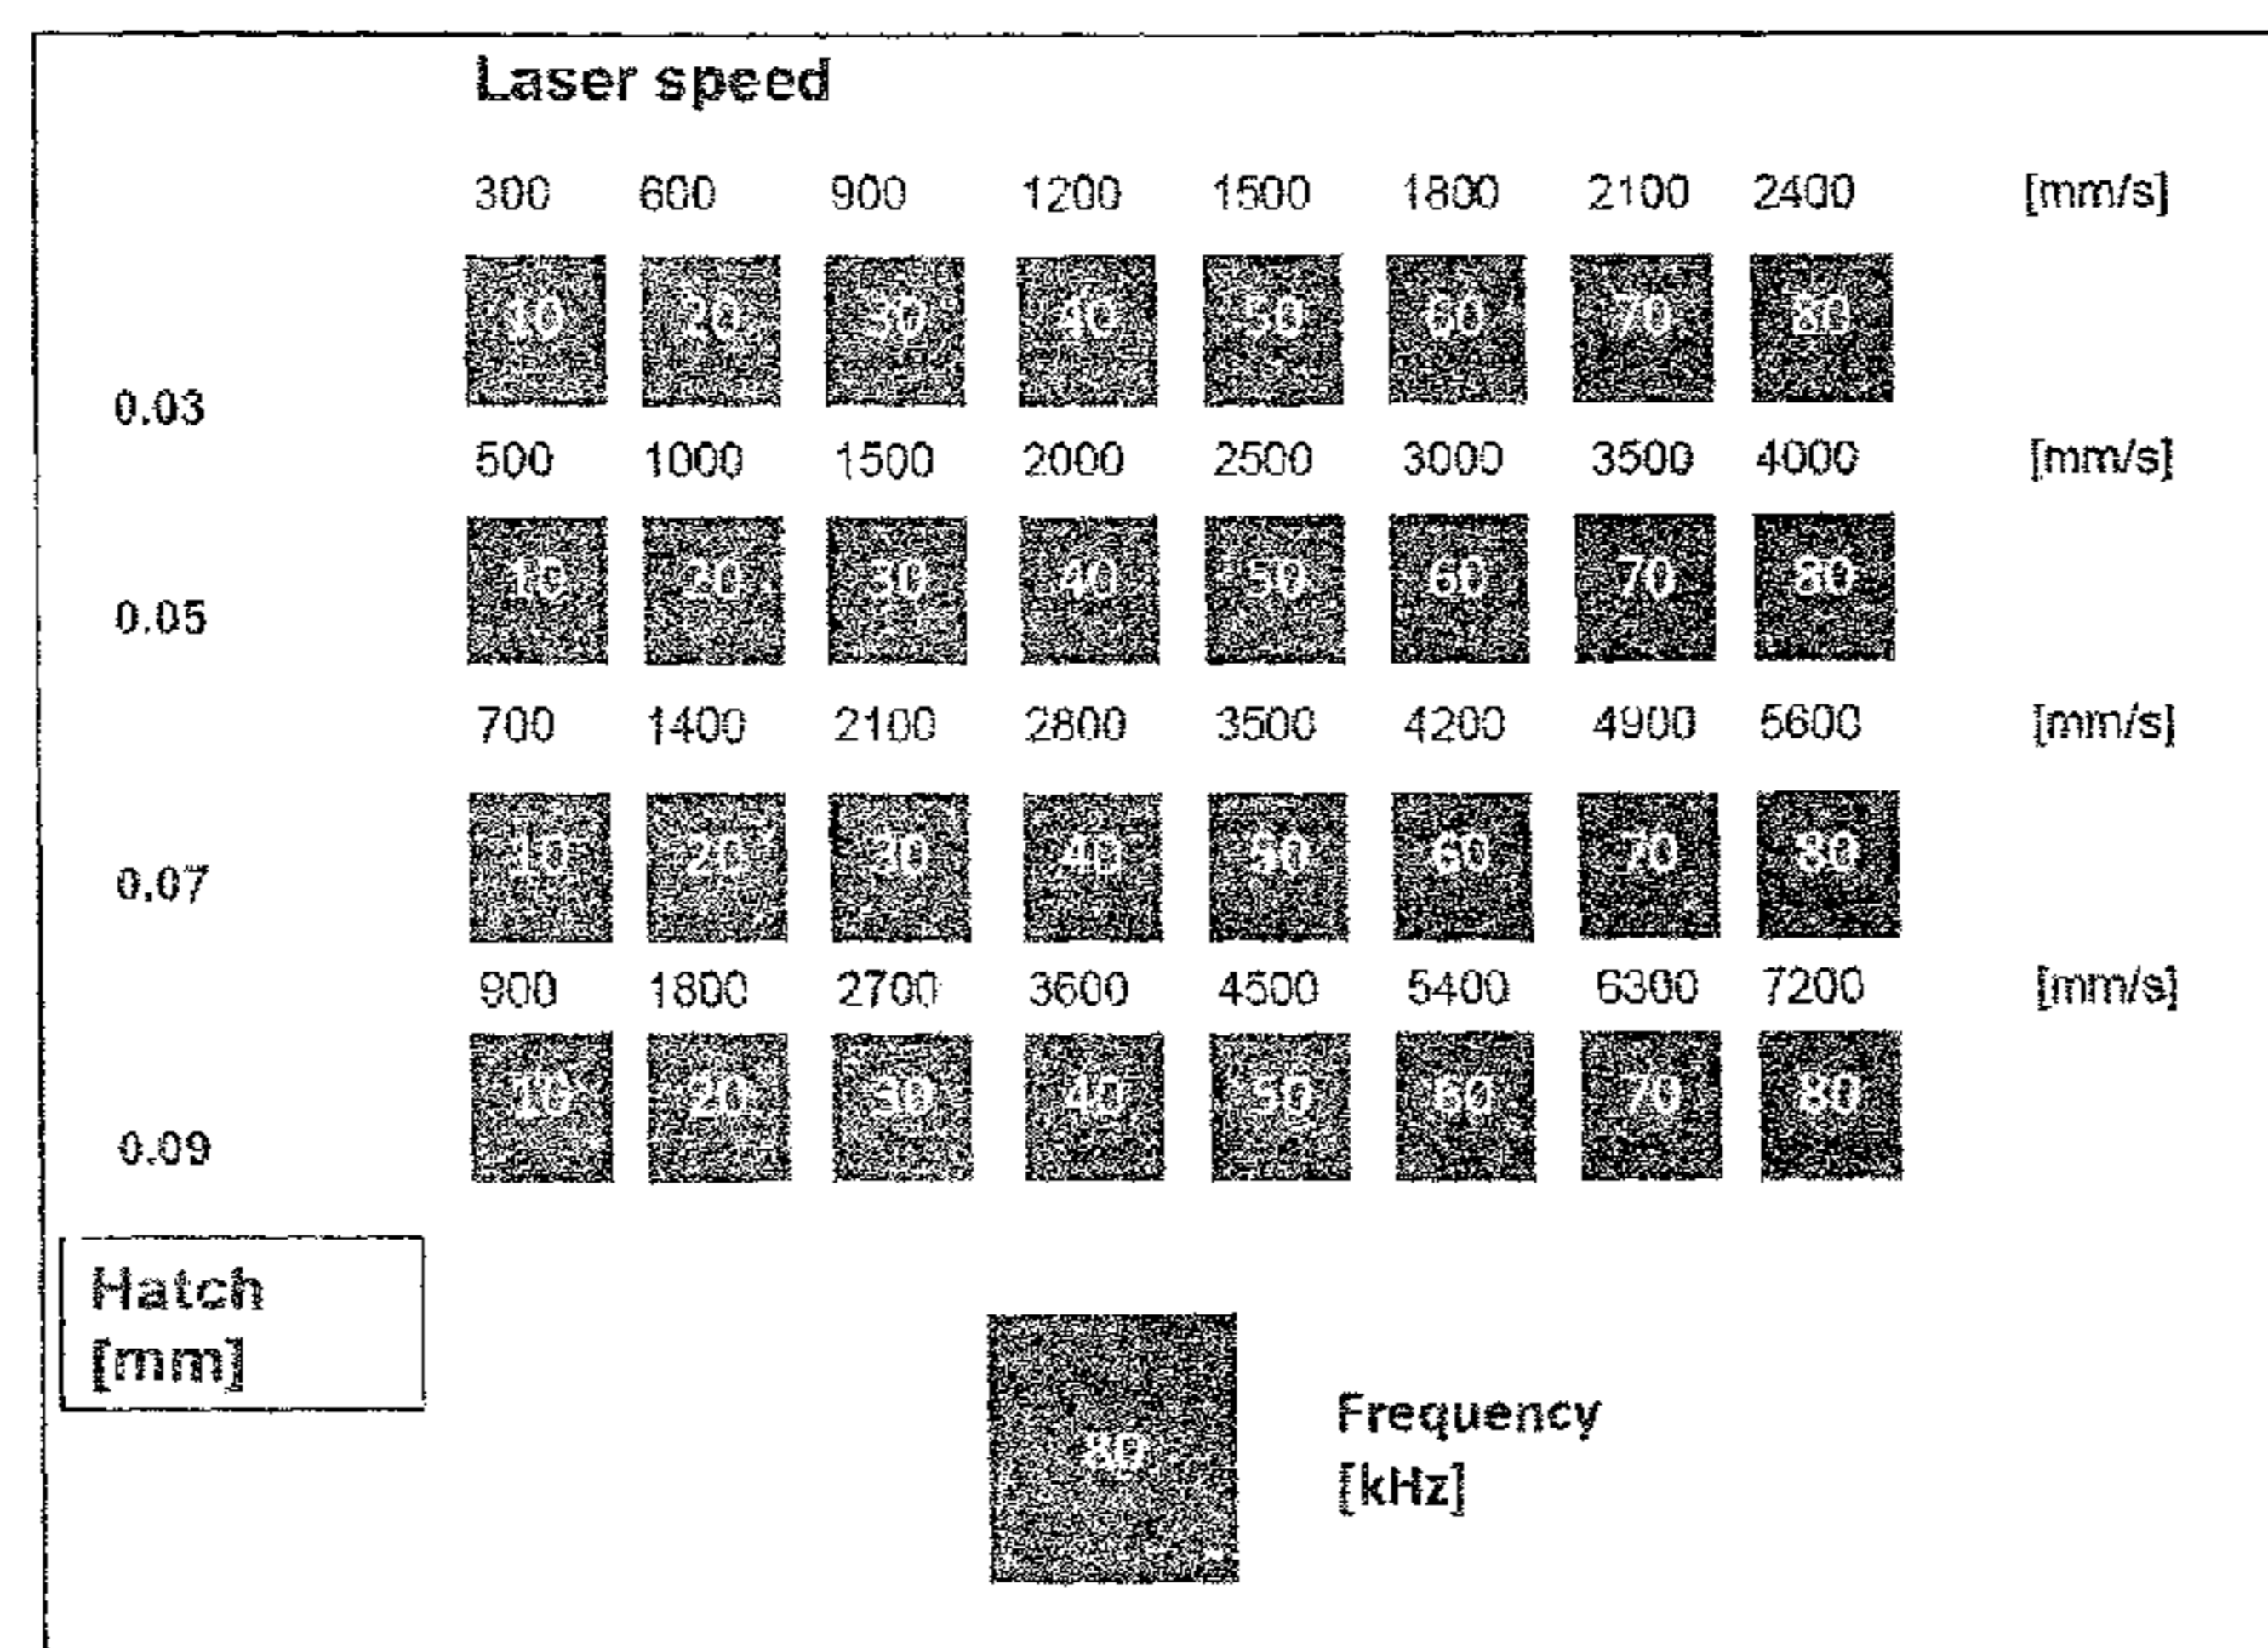 Laser speed
300 600 900 1200 1500 1800 2100 2400 [mm/s]
10 20 30 40 50 60 70 80
0.03
500 1000 1500 2000 2500 3000 3500 4000 [mm/s]
10 20 30 40 50 60 70 80
0.05
700 1400 2100 2800 3500 4200 4900 5600 [mm/s]
10 20 30 40 50 60 70 80
0.07
900 1800 2700 3600 4500 5400 6300 7200 [mm/s]
10 20 30 40 50 60 70 80
0.09
Hatch
[mm]
80
Frequency
[kHz]